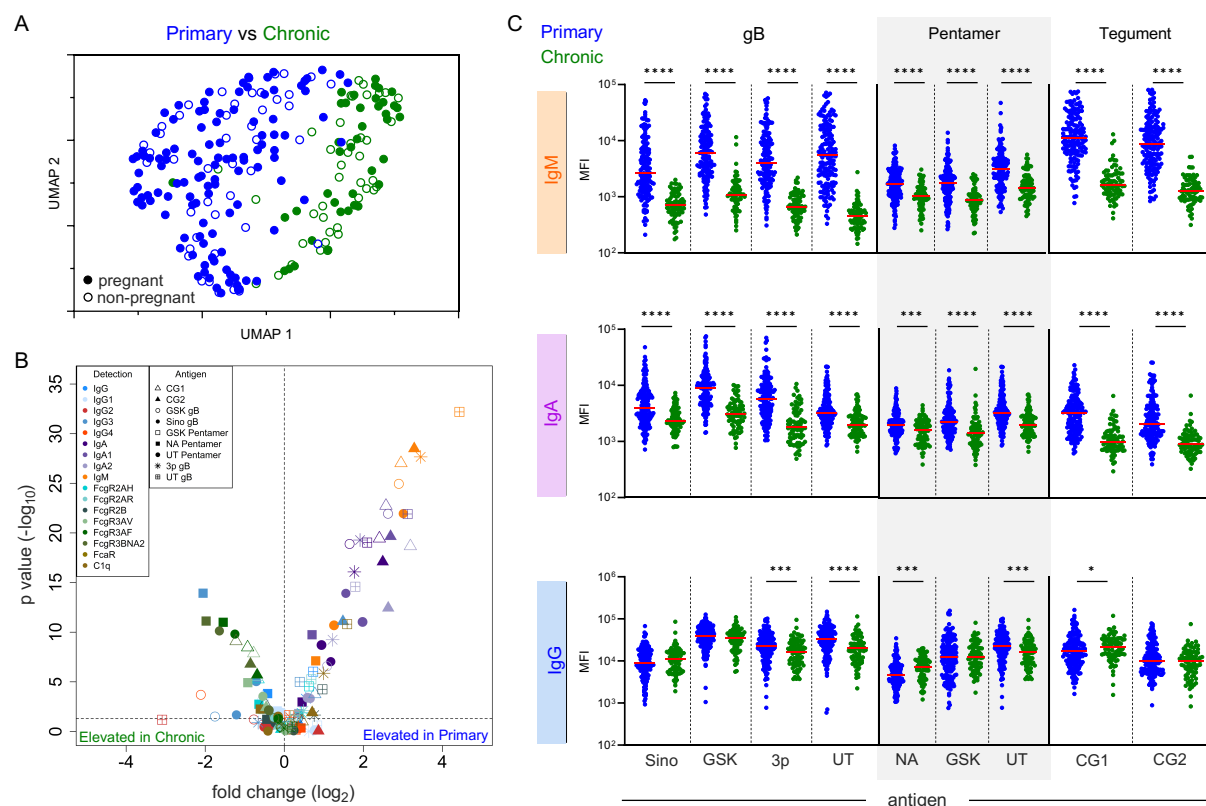 A
Primary vs Chronic
UMAP 2
pregnant
non-pregnant
UMAP 1
B
p value (-log10)
35
30
25
20
15
10
5
0
Detection
IgG
IgG1
IgG2
IgG3
IgG4
IgA
IgA1
IgA2
IgM
FcgR2AH
FcgR2AR
FcgR2B
FcgR3AV
FcgR3AF
FcgR3BNA2
FcaR
C1q
Antigen
CG1
CG2
GSK gB
Sino gB
GSK Pentamer
NA Pentamer
UT Pentamer
3p gB
UT gB
Elevated in Chronic
Elevated in Primary
-4 -2 0 2 4
fold change (log2)
C
Primary
Chronic
gB Pentamer Tegument
**** **** **** **** **** **** **** **** ****
IgM
MFI
10^5
10^4
10^3
10^2
**** **** **** **** *** **** **** **** ****
IgA
MFI
10^5
10^4
10^3
10^2
*** **** *** *** *
IgG
MFI
10^6
10^5
10^4
10^3
10^2
Sino GSK 3p UT NA GSK UT CG1 CG2
antigen